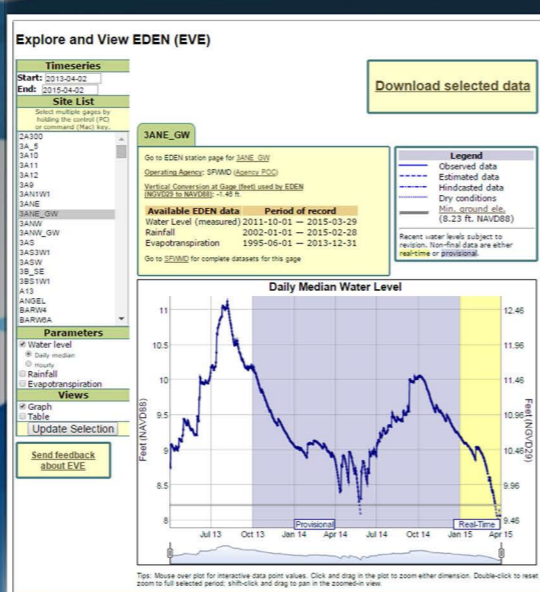 Explore and View EDEN (EVE)
Timeseries
Start: 2013-04-02
End: 2015-04-02
Site List
Select multiple gages by
holding the control (PC)
or command (Mac) key.
2A300
3A_5
3A10
3A11
3A12
3A9
3AN1W1
3ANE
3ANE_GW
3ANW
3ANW_GW
3AS
3AS3W1
3ASW
3B_SE
3BS1W1
A13
ANGEL
BARW4
BARW6A
Parameters
Water level
Daily median
Hourly
Rainfall
Evapotranspiration
Views
Graph
Table
Update Selection
Send feedback
about EVE
Download selected data
3ANE_GW
Go to EDEN station page for 3ANE_GW
Operating Agency: SFWMD (Agency POC)
Vertical Conversion at Gage (feet) used by EDEN
(NGVD29 to NAVD88): -1.46 ft.
Available EDEN data Period of record
Water Level (measured) 2011-10-01 — 2015-03-29
Rainfall 2002-01-01 — 2015-02-28
Evapotranspiration 1995-06-01 — 2013-12-31
Go to SFWMD for complete datasets for this gage
Legend
Observed data
Estimated data
Hindcasted data
Dry conditions
Min. ground ele.
(8.23 ft. NAVD88)
Recent water levels subject to
revision. Non-final data are either
real-time or provisional.
Daily Median Water Level
11
10.5
10
9.5
9
8.5
8
Feet (NAVD88)
12.46
11.96
11.46
10.96
10.46
9.96
9.46
Feet (NGVD29)
Provisional
Real-Time
Jul 13 Oct 13 Jan 14 Apr 14 Jul 14 Oct 14 Jan 15 Apr 15
Tips: Mouse over plot for interactive data point values. Click and drag in the plot to zoom either dimension. Double-click to reset
zoom to full selected period; shift-click and drag to pan in the zoomed-in view.